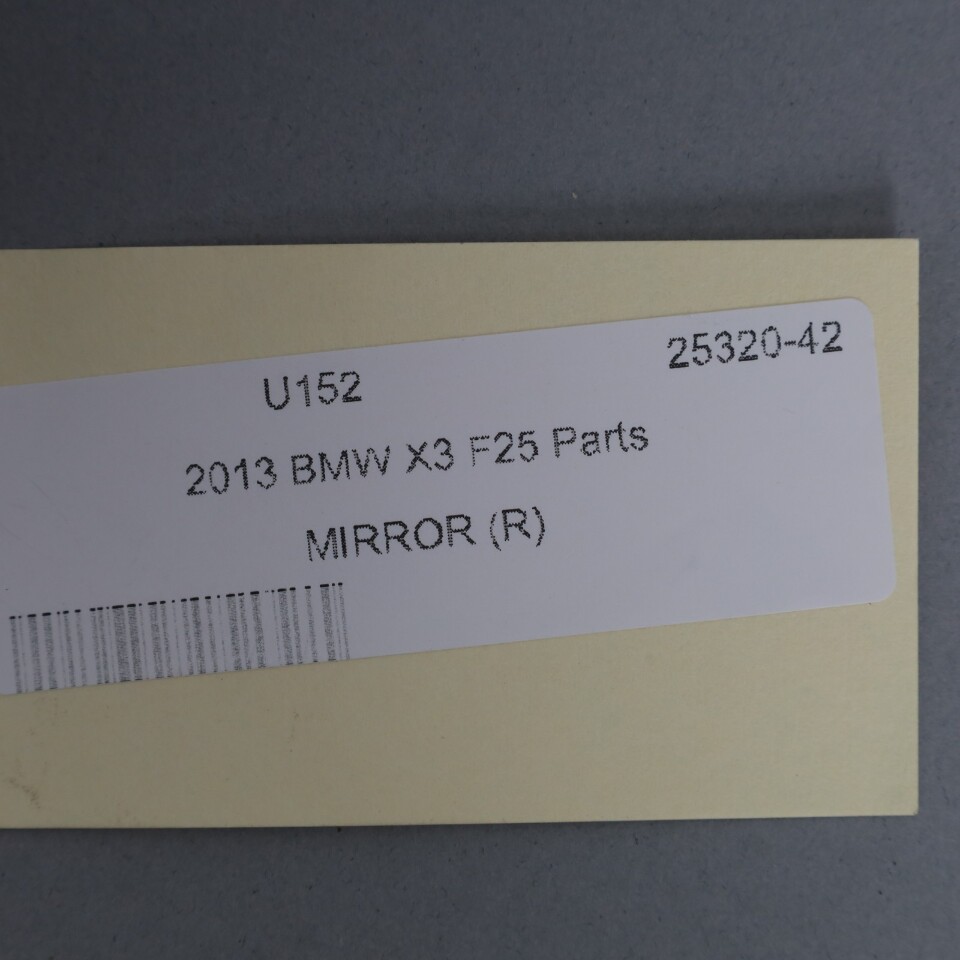 U152 25320-42
2013 BMW X3 F25 Parts
MIRROR (R)